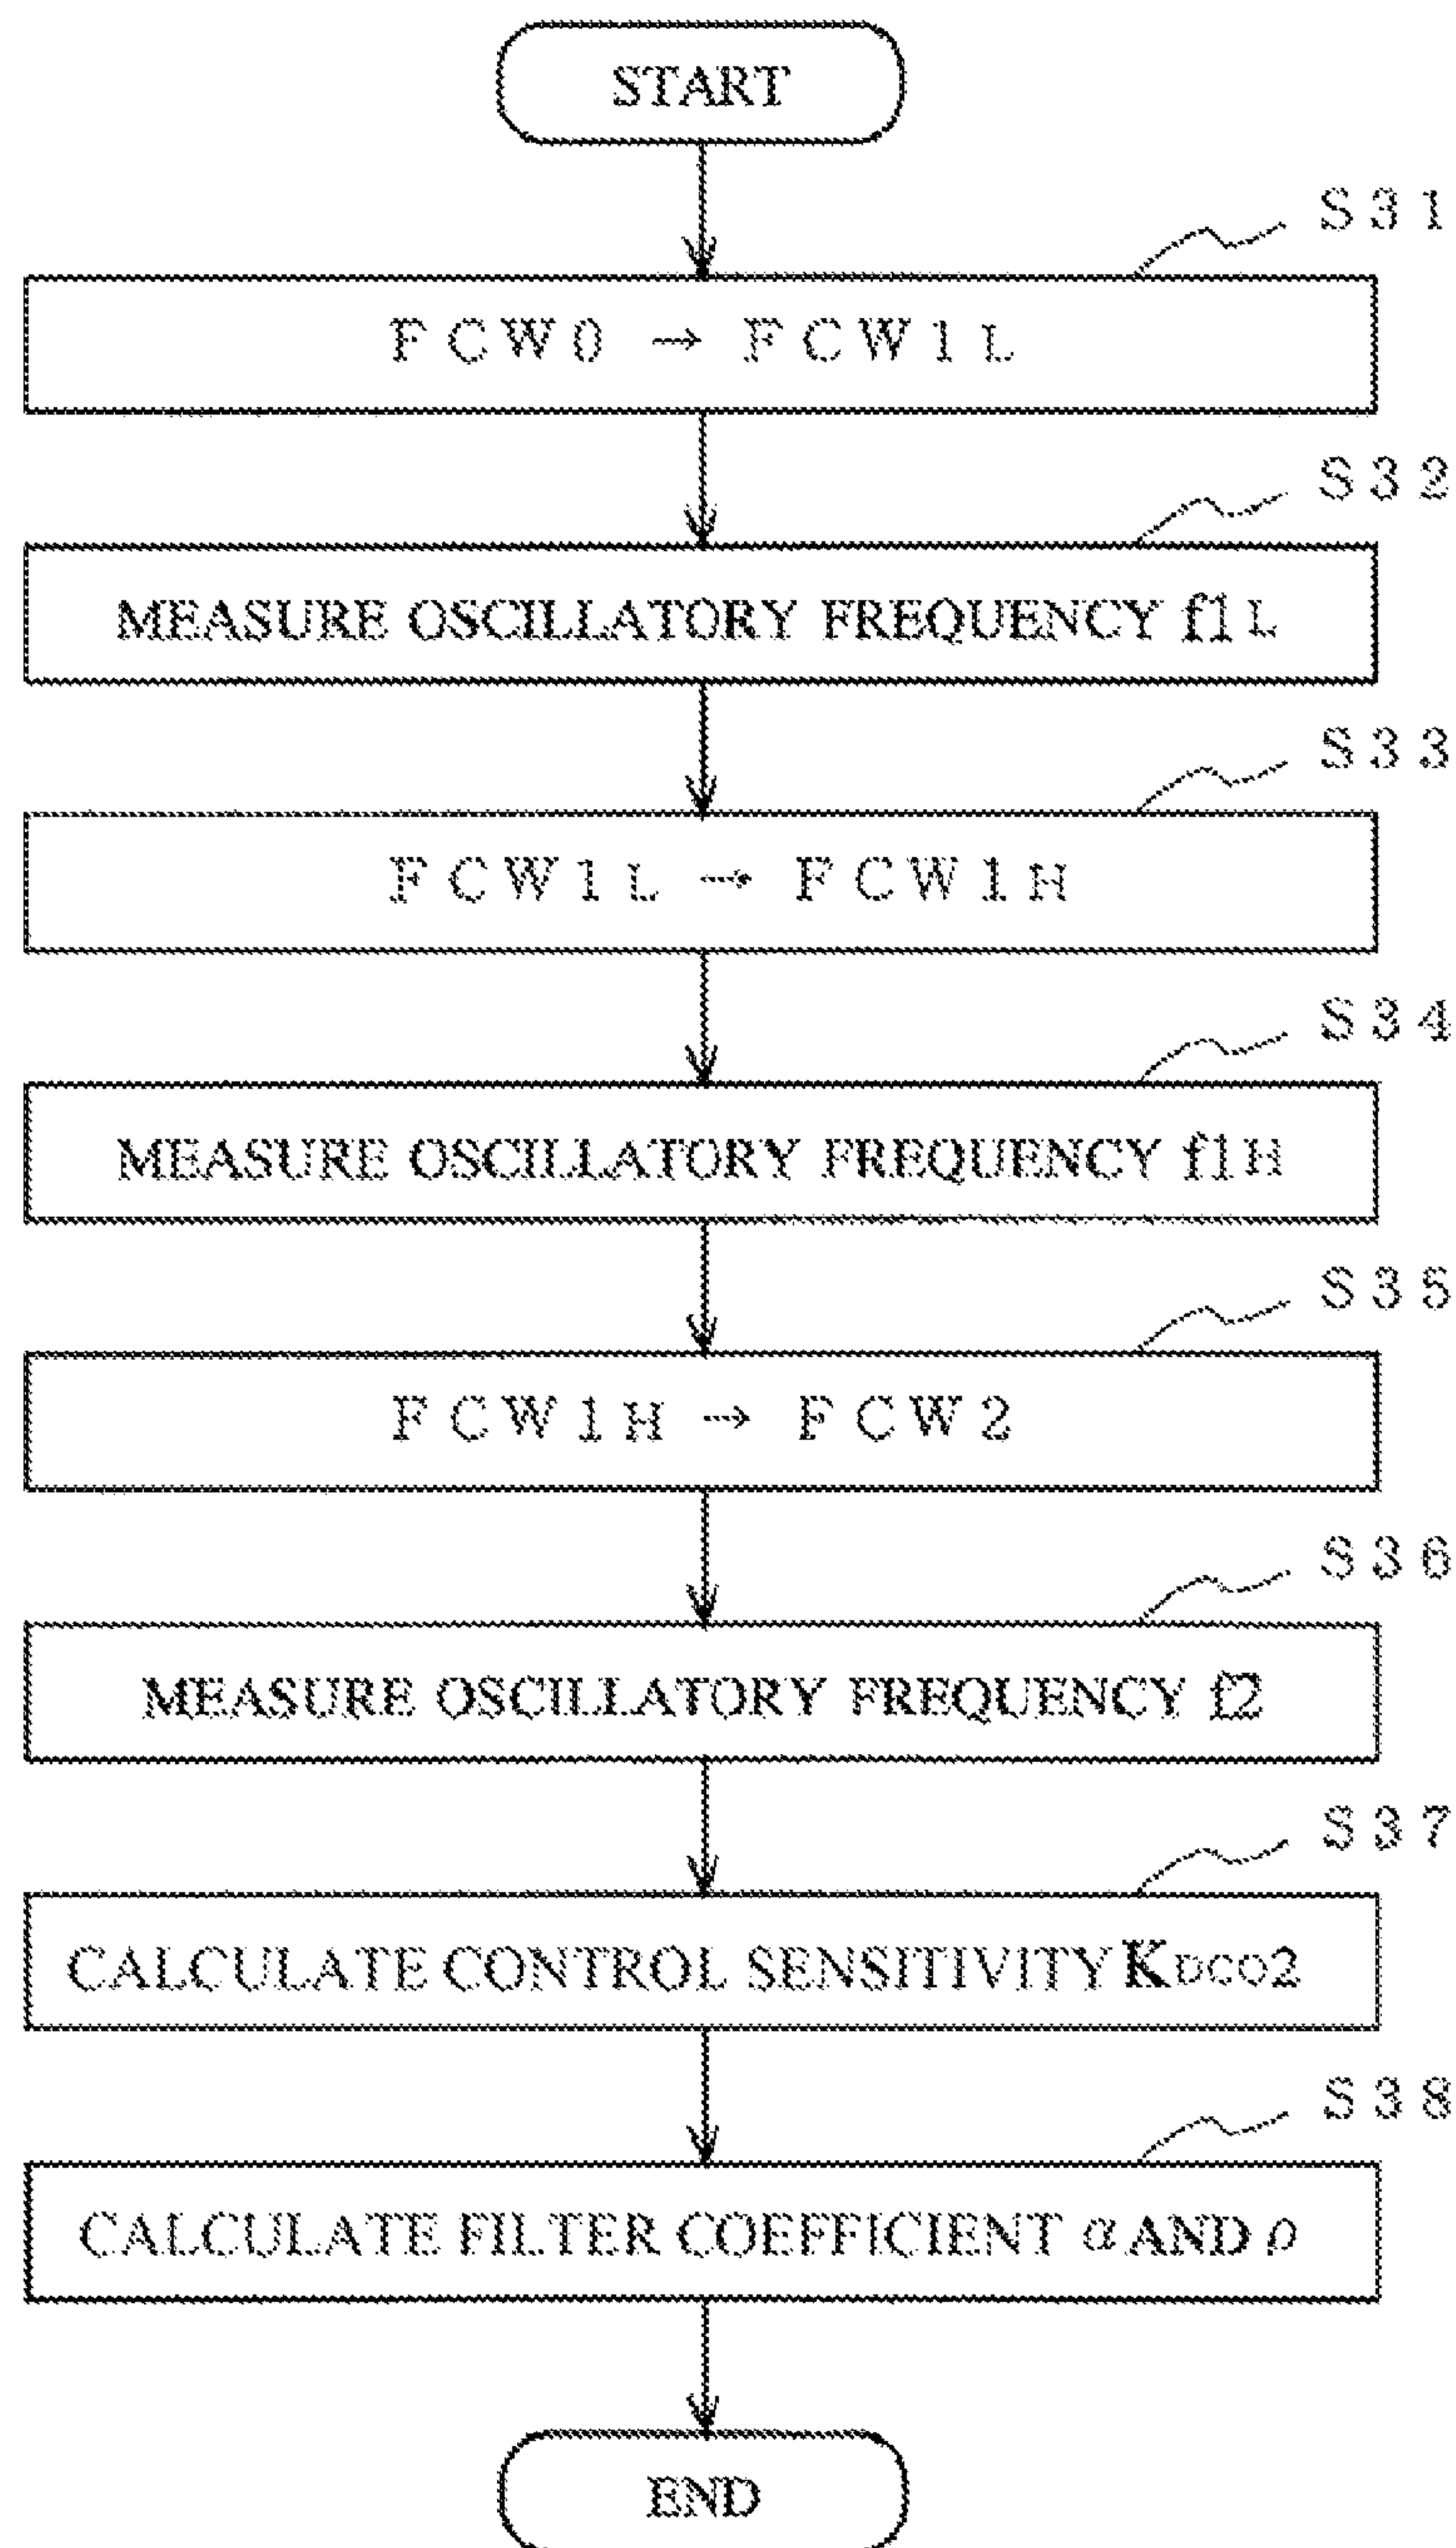 START
S31
FCW0 → FCW1L
S32
MEASURE OSCILLATORY FREQUENCY f1L
S33
FCW1L → FCW1H
S34
MEASURE OSCILLATORY FREQUENCY f1H
S35
FCW1H → FCW2
S36
MEASURE OSCILLATORY FREQUENCY f2
S37
CALCULATE CONTROL SENSITIVITY KDCO2
S38
CALCULATE FILTER COEFFICIENT α AND ρ
END